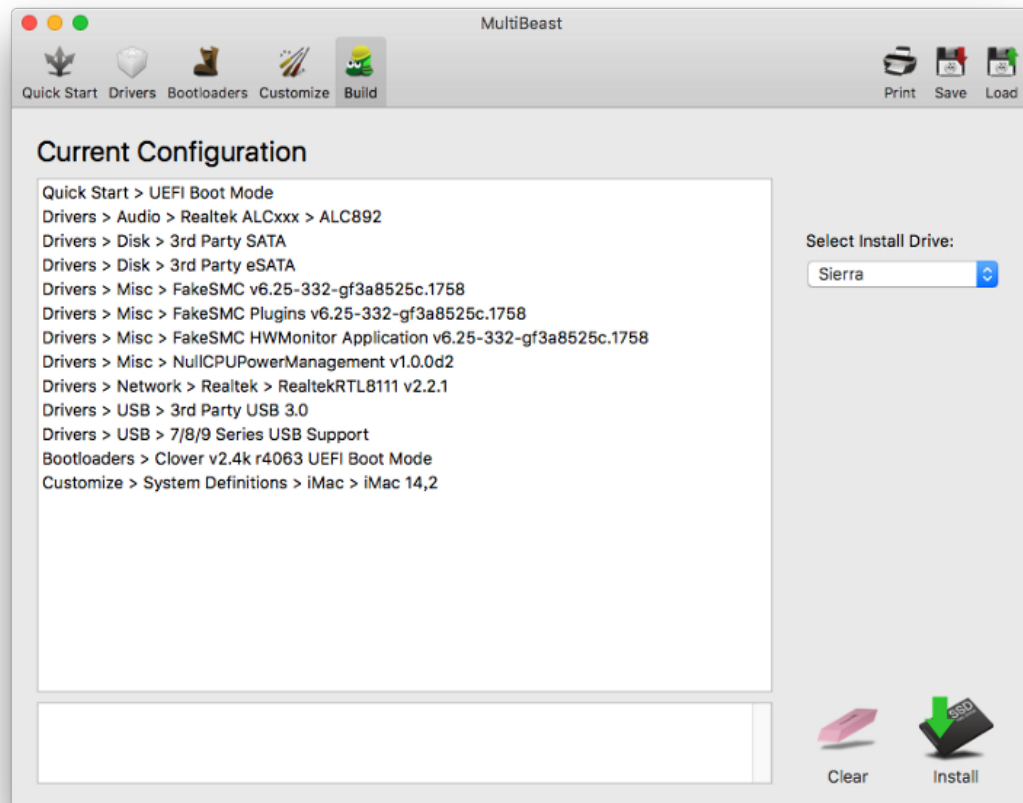 MultiBeast
Quick Start Drivers Bootloaders Customize Build Print Save Load
Current Configuration
Quick Start > UEFI Boot Mode
Drivers > Audio > Realtek ALCxxx > ALC892
Drivers > Disk > 3rd Party SATA
Drivers > Disk > 3rd Party eSATA
Drivers > Misc > FakeSMC v6.25-332-gf3a8525c.1758
Drivers > Misc > FakeSMC Plugins v6.25-332-gf3a8525c.1758
Drivers > Misc > FakeSMC HWMonitor Application v6.25-332-gf3a8525c.1758
Drivers > Misc > NullCPUPowerManagement v1.0.0d2
Drivers > Network > Realtek > RealtekRTL8111 v2.2.1
Drivers > USB > 3rd Party USB 3.0
Drivers > USB > 7/8/9 Series USB Support
Bootloaders > Clover v2.4k r4063 UEFI Boot Mode
Customize > System Definitions > iMac > iMac 14,2
Select Install Drive:
Sierra
SSD
Clear Install